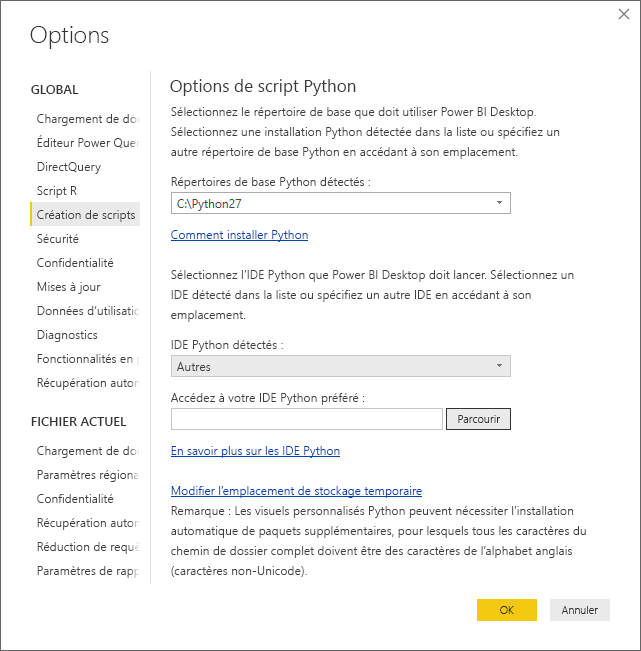 Options
GLOBAL
Chargement de do
Éditeur Power Que
DirectQuery
Script R
Création de scripts
Sécurité
Confidentialité
Mises à jour
Données d'utilisatio
Diagnostics
Fonctionnalités en
Récupération autor
FICHIER ACTUEL
Chargement de do
Paramètres régiona
Confidentialité
Récupération autor
Réduction de requ
Paramètres de rapp
Options de script Python
Sélectionnez le répertoire de base que doit utiliser Power BI Desktop.
Sélectionnez une installation Python détectée dans la liste ou spécifiez un
autre répertoire de base Python en accédant à son emplacement.
Répertoires de base Python détectés :
C:\Python27
Comment installer Python
Sélectionnez l'IDE Python que Power BI Desktop doit lancer. Sélectionnez un
IDE détecté dans la liste ou spécifiez un autre IDE en accédant à son
emplacement.
IDE Python détectés :
Autres
Accédez à votre IDE Python préféré :
Parcourir
En savoir plus sur les IDE Python
Modifier l'emplacement de stockage temporaire
Remarque : Les visuels personnalisés Python peuvent nécessiter l'installation
automatique de paquets supplémentaires, pour lesquels tous les caractères du
chemin de dossier complet doivent être des caractères de l'alphabet anglais
(caractères non-Unicode).
OK
Annuler